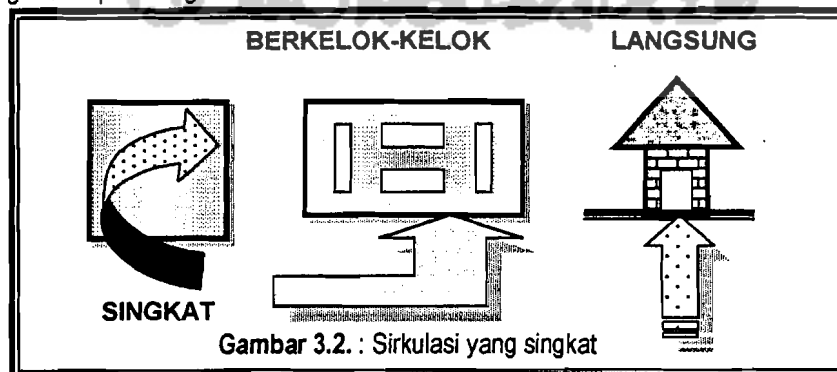 BERKELOK-KELOK LANGSUNG
SINGKAT
Gambar 3.2. : Sirkulasi yang singkat